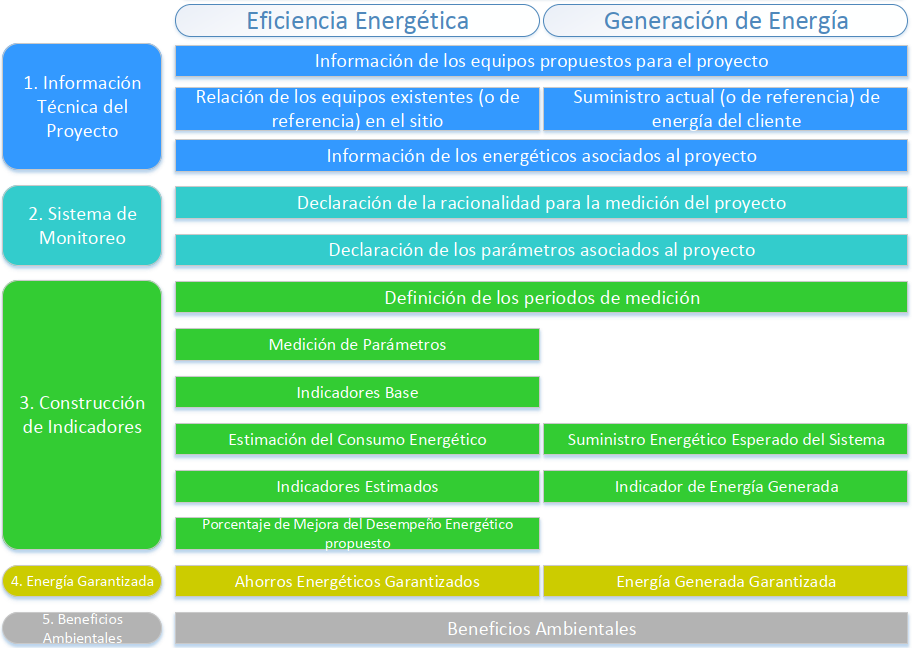 Eficiencia Energética
Generación de Energía
1. Información
Técnica del
Proyecto
Información de los equipos propuestos para el proyecto
Relación de los equipos existentes (o de
referencia) en el sitio
Suministro actual (o de referencia) de
energía del cliente
Información de los energéticos asociados al proyecto
2. Sistema de
Monitoreo
Declaración de la racionalidad para la medición del proyecto
Declaración de los parámetros asociados al proyecto
3. Construcción
de Indicadores
Definición de los periodos de medición
Medición de Parámetros
Indicadores Base
Estimación del Consumo Energético
Suministro Energético Esperado del Sistema
Indicadores Estimados
Indicador de Energía Generada
Porcentaje de Mejora del Desempeño Energético
propuesto
4. Energía Garantizada
Ahorros Energéticos Garantizados
Energía Generada Garantizada
5. Beneficios
Ambientales
Beneficios Ambientales